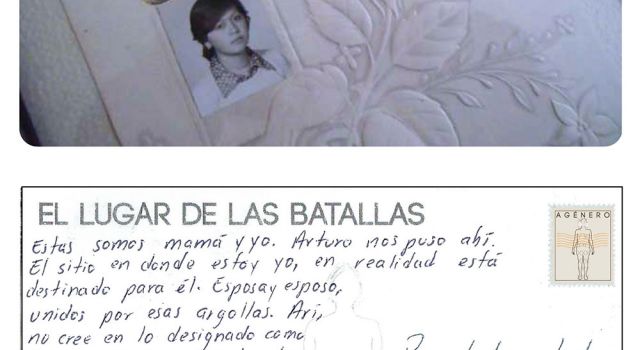 EL LUGAR DE LAS BATALLAS
AGÉNERO
Estas somos mamá y yo. Arturo nos puso ahí.
El sitio en donde estoy yo, en realidad está
destinado para él. Esposa y esposo,
unidos por esas argollas. Ari,
no cree en lo designado como